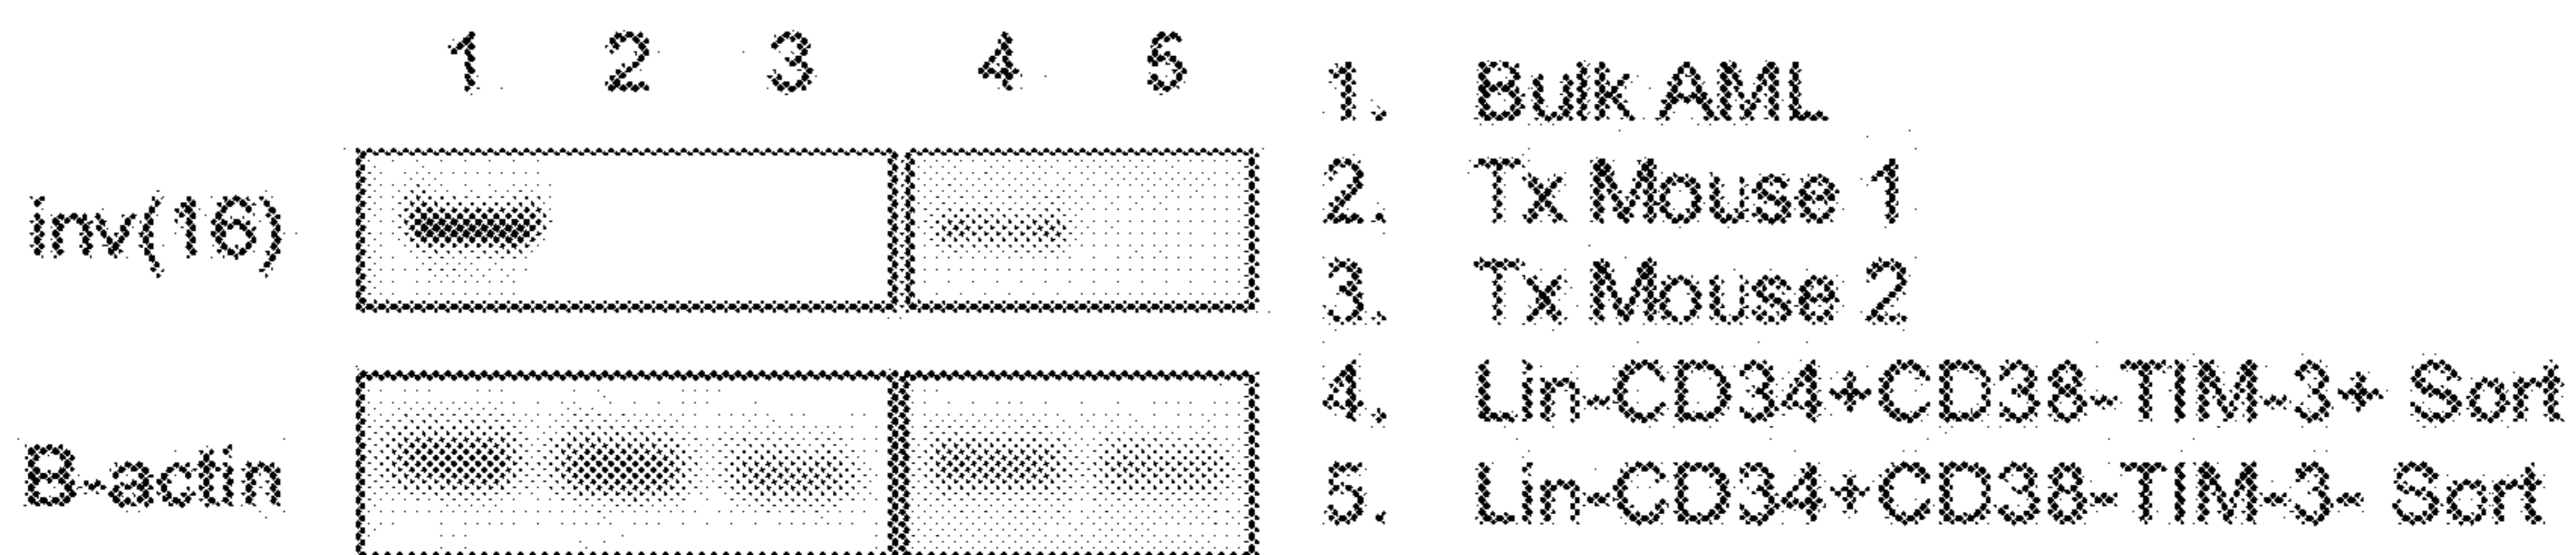 1 2 3 4 5
inv(16)
B-actin
1. Bulk AML
2. Tx Mouse 1
3. Tx Mouse 2
4. Lin-CD34+CD38-TIM-3+ Sort
5. Lin-CD34+CD38-TIM-3- Sort